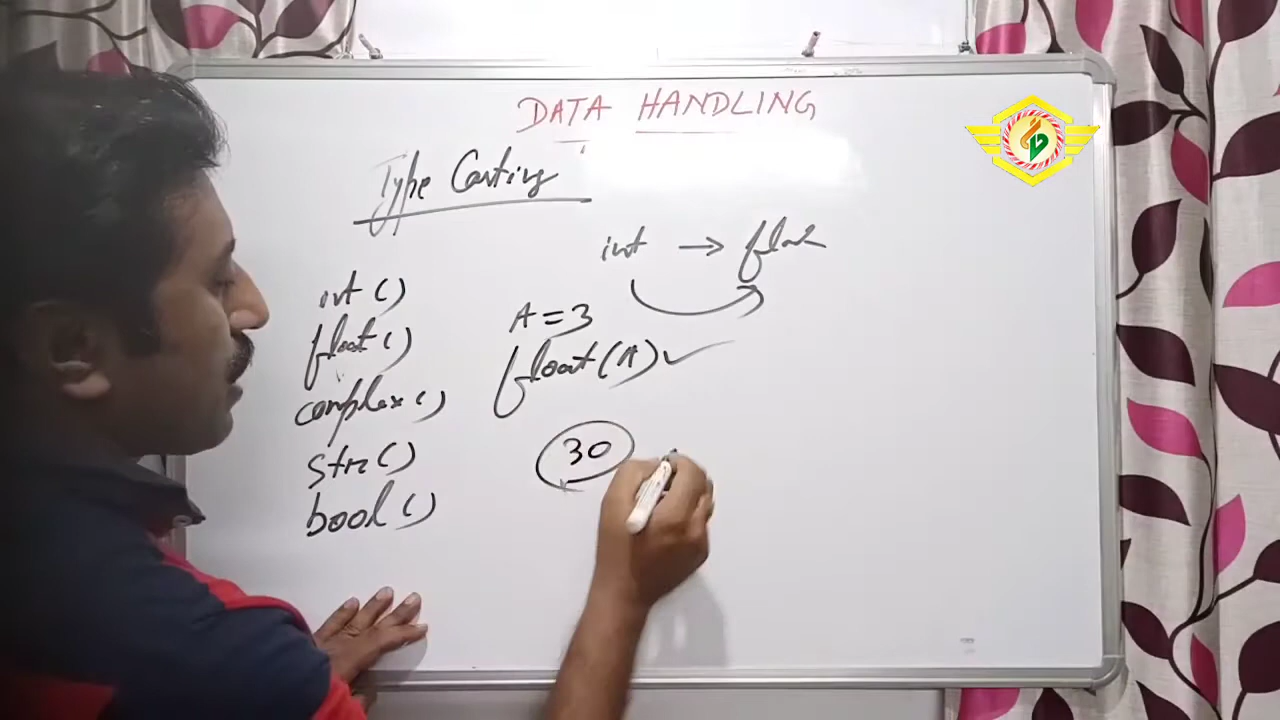 DATA HANDLING
Type Casting
int → float
int ()
float ()
complex ()
str ()
bool ()
A = 3
float (A) ✓
30